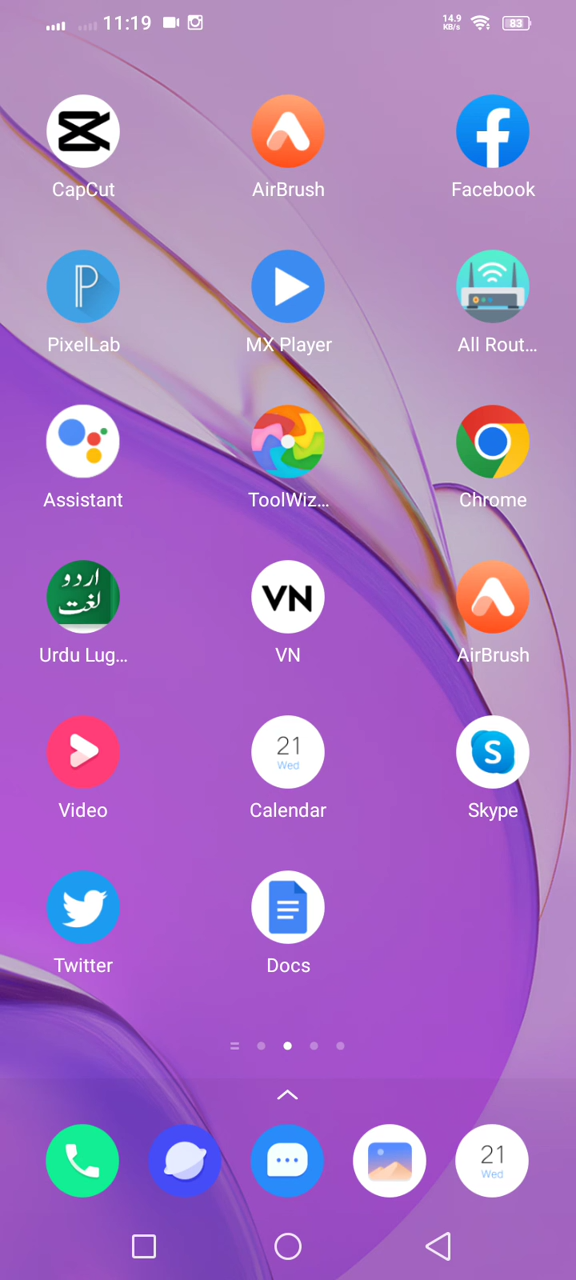 11:19 14.9 KB/s 83
CapCut AirBrush Facebook
P
PixelLab MX Player All Rout...
Assistant ToolWiz... Chrome
اردو
لغت
VN
Urdu Lug... VN AirBrush
21
Wed
S
Video Calendar Skype
Twitter Docs
21
Wed